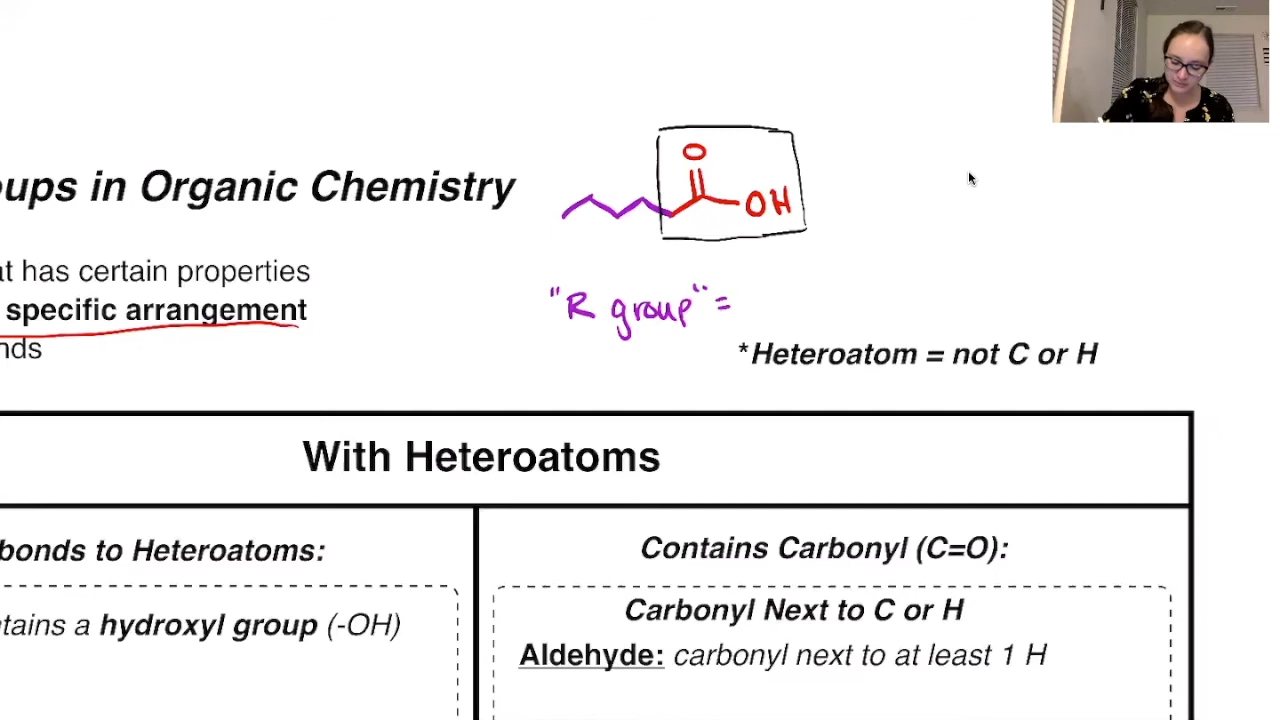 O
OH
oups in Organic Chemistry
at has certain properties
specific arrangement
nds
"R group" =
*Heteroatom = not C or H
With Heteroatoms
bonds to Heteroatoms:
Contains Carbonyl (C=O):
ntains a hydroxyl group (-OH)
Carbonyl Next to C or H
Aldehyde: carbonyl next to at least 1 H